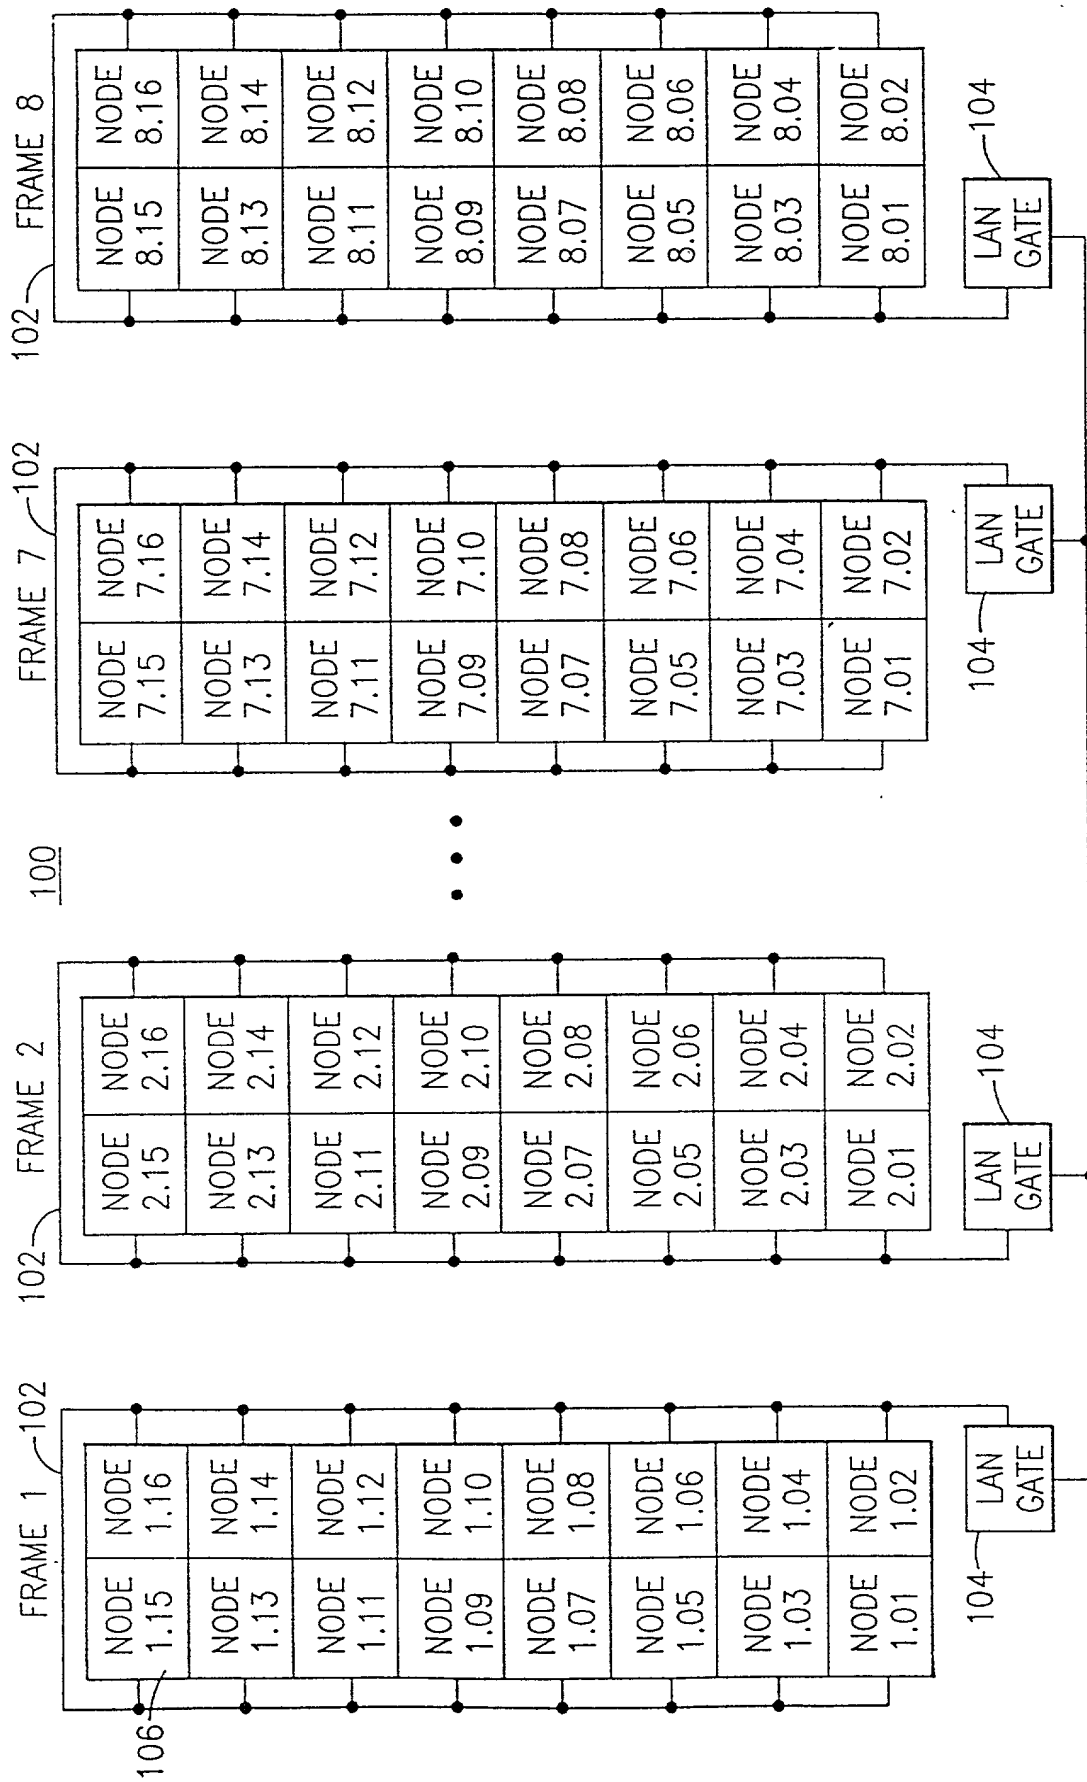 100
FRAME 1
102
NODE
1.15
NODE
1.16
NODE
1.13
NODE
1.14
NODE
1.11
NODE
1.12
NODE
1.09
NODE
1.10
NODE
1.07
NODE
1.08
NODE
1.05
NODE
1.06
NODE
1.03
NODE
1.04
NODE
1.01
NODE
1.02
106
104
LAN
GATE
102
FRAME 2
NODE
2.15
NODE
2.16
NODE
2.13
NODE
2.14
NODE
2.11
NODE
2.12
NODE
2.09
NODE
2.10
NODE
2.07
NODE
2.08
NODE
2.05
NODE
2.06
NODE
2.03
NODE
2.04
NODE
2.01
NODE
2.02
LAN
GATE
104
FRAME 7
102
NODE
7.15
NODE
7.16
NODE
7.13
NODE
7.14
NODE
7.11
NODE
7.12
NODE
7.09
NODE
7.10
NODE
7.07
NODE
7.08
NODE
7.05
NODE
7.06
NODE
7.03
NODE
7.04
NODE
7.01
NODE
7.02
104
LAN
GATE
102
FRAME 8
NODE
8.15
NODE
8.16
NODE
8.13
NODE
8.14
NODE
8.11
NODE
8.12
NODE
8.09
NODE
8.10
NODE
8.07
NODE
8.08
NODE
8.05
NODE
8.06
NODE
8.03
NODE
8.04
NODE
8.01
NODE
8.02
LAN
GATE
104